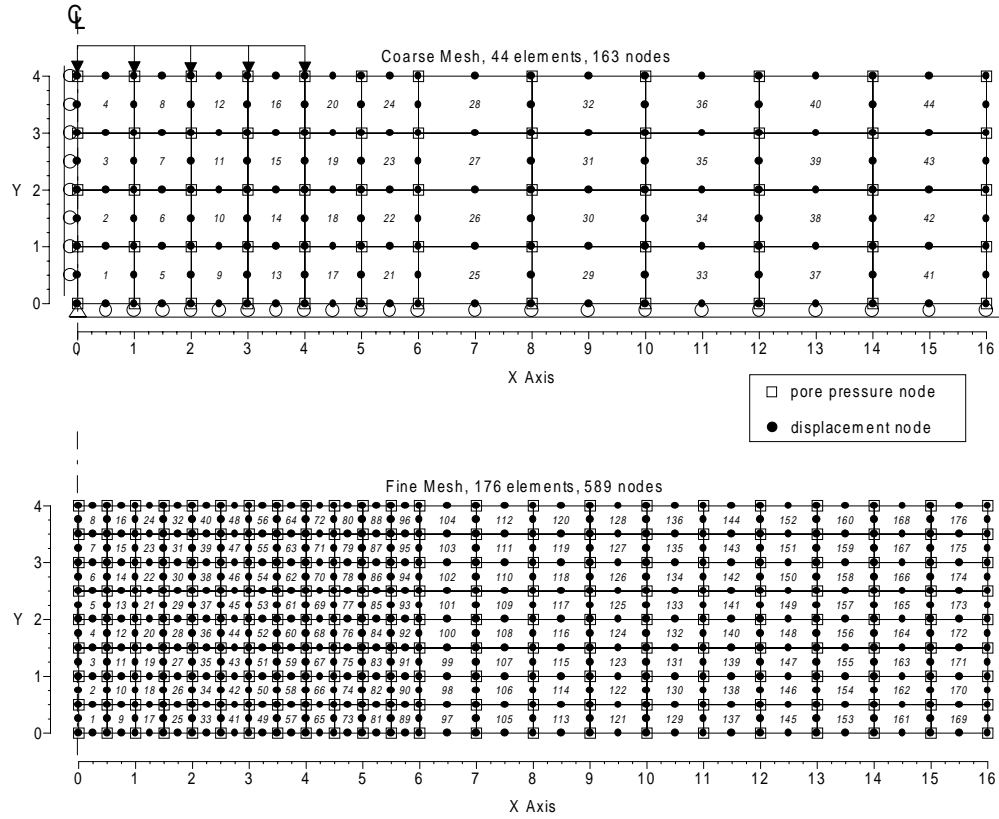 ℄
Coarse Mesh, 44 elements, 163 nodes
4
4 8 12 16 20 24 28 32 36 40 44
3
3 7 11 15 19 23 27 31 35 39 43
Y 2
2 6 10 14 18 22 26 30 34 38 42
1
1 5 9 13 17 21 25 29 33 37 41
0
0 1 2 3 4 5 6 7 8 9 10 11 12 13 14 15 16
X Axis
pore pressure node
displacement node
Fine Mesh, 176 elements, 589 nodes
4
8 16 24 32 40 48 56 64 72 80 88 96 104 112 120 128 136 144 152 160 168 176
7 15 23 31 39 47 55 63 71 79 87 95 103 111 119 127 135 143 151 159 167 175
3
6 14 22 30 38 46 54 62 70 78 86 94 102 110 118 126 134 142 150 158 166 174
5 13 21 29 37 45 53 61 69 77 85 93 101 109 117 125 133 141 149 157 165 173
Y 2
4 12 20 28 36 44 52 60 68 76 84 92 100 108 116 124 132 140 148 156 164 172
3 11 19 27 35 43 51 59 67 75 83 91 99 107 115 123 131 139 147 155 163 171
1
2 10 18 26 34 42 50 58 66 74 82 90 98 106 114 122 130 138 146 154 162 170
1 9 17 25 33 41 49 57 65 73 81 89 97 105 113 121 129 137 145 153 161 169
0
0 1 2 3 4 5 6 7 8 9 10 11 12 13 14 15 16
X Axis